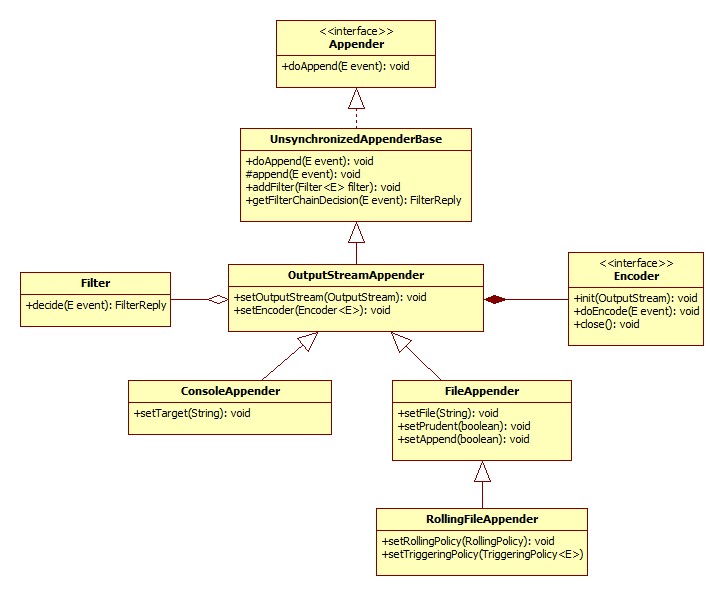 <<interface>>
Appender
+doAppend(E event): void
UnsynchronizedAppenderBase
+doAppend(E event): void
#append(E event): void
+addFilter(Filter<E> filter): void
+getFilterChainDecision(E event): FilterReply
Filter
+decide(E event): FilterReply
OutputStreamAppender
+setOutputStream(OutputStream): void
+setEncoder(Encoder<E>): void
<<interface>>
Encoder
+init(OutputStream): void
+doEncode(E event): void
+close(): void
ConsoleAppender
+setTarget(String): void
FileAppender
+setFile(String): void
+setPrudent(boolean): void
+setAppend(boolean): void
RollingFileAppender
+setRollingPolicy(RollingPolicy): void
+setTriggeringPolicy(TriggeringPolicy<E>)